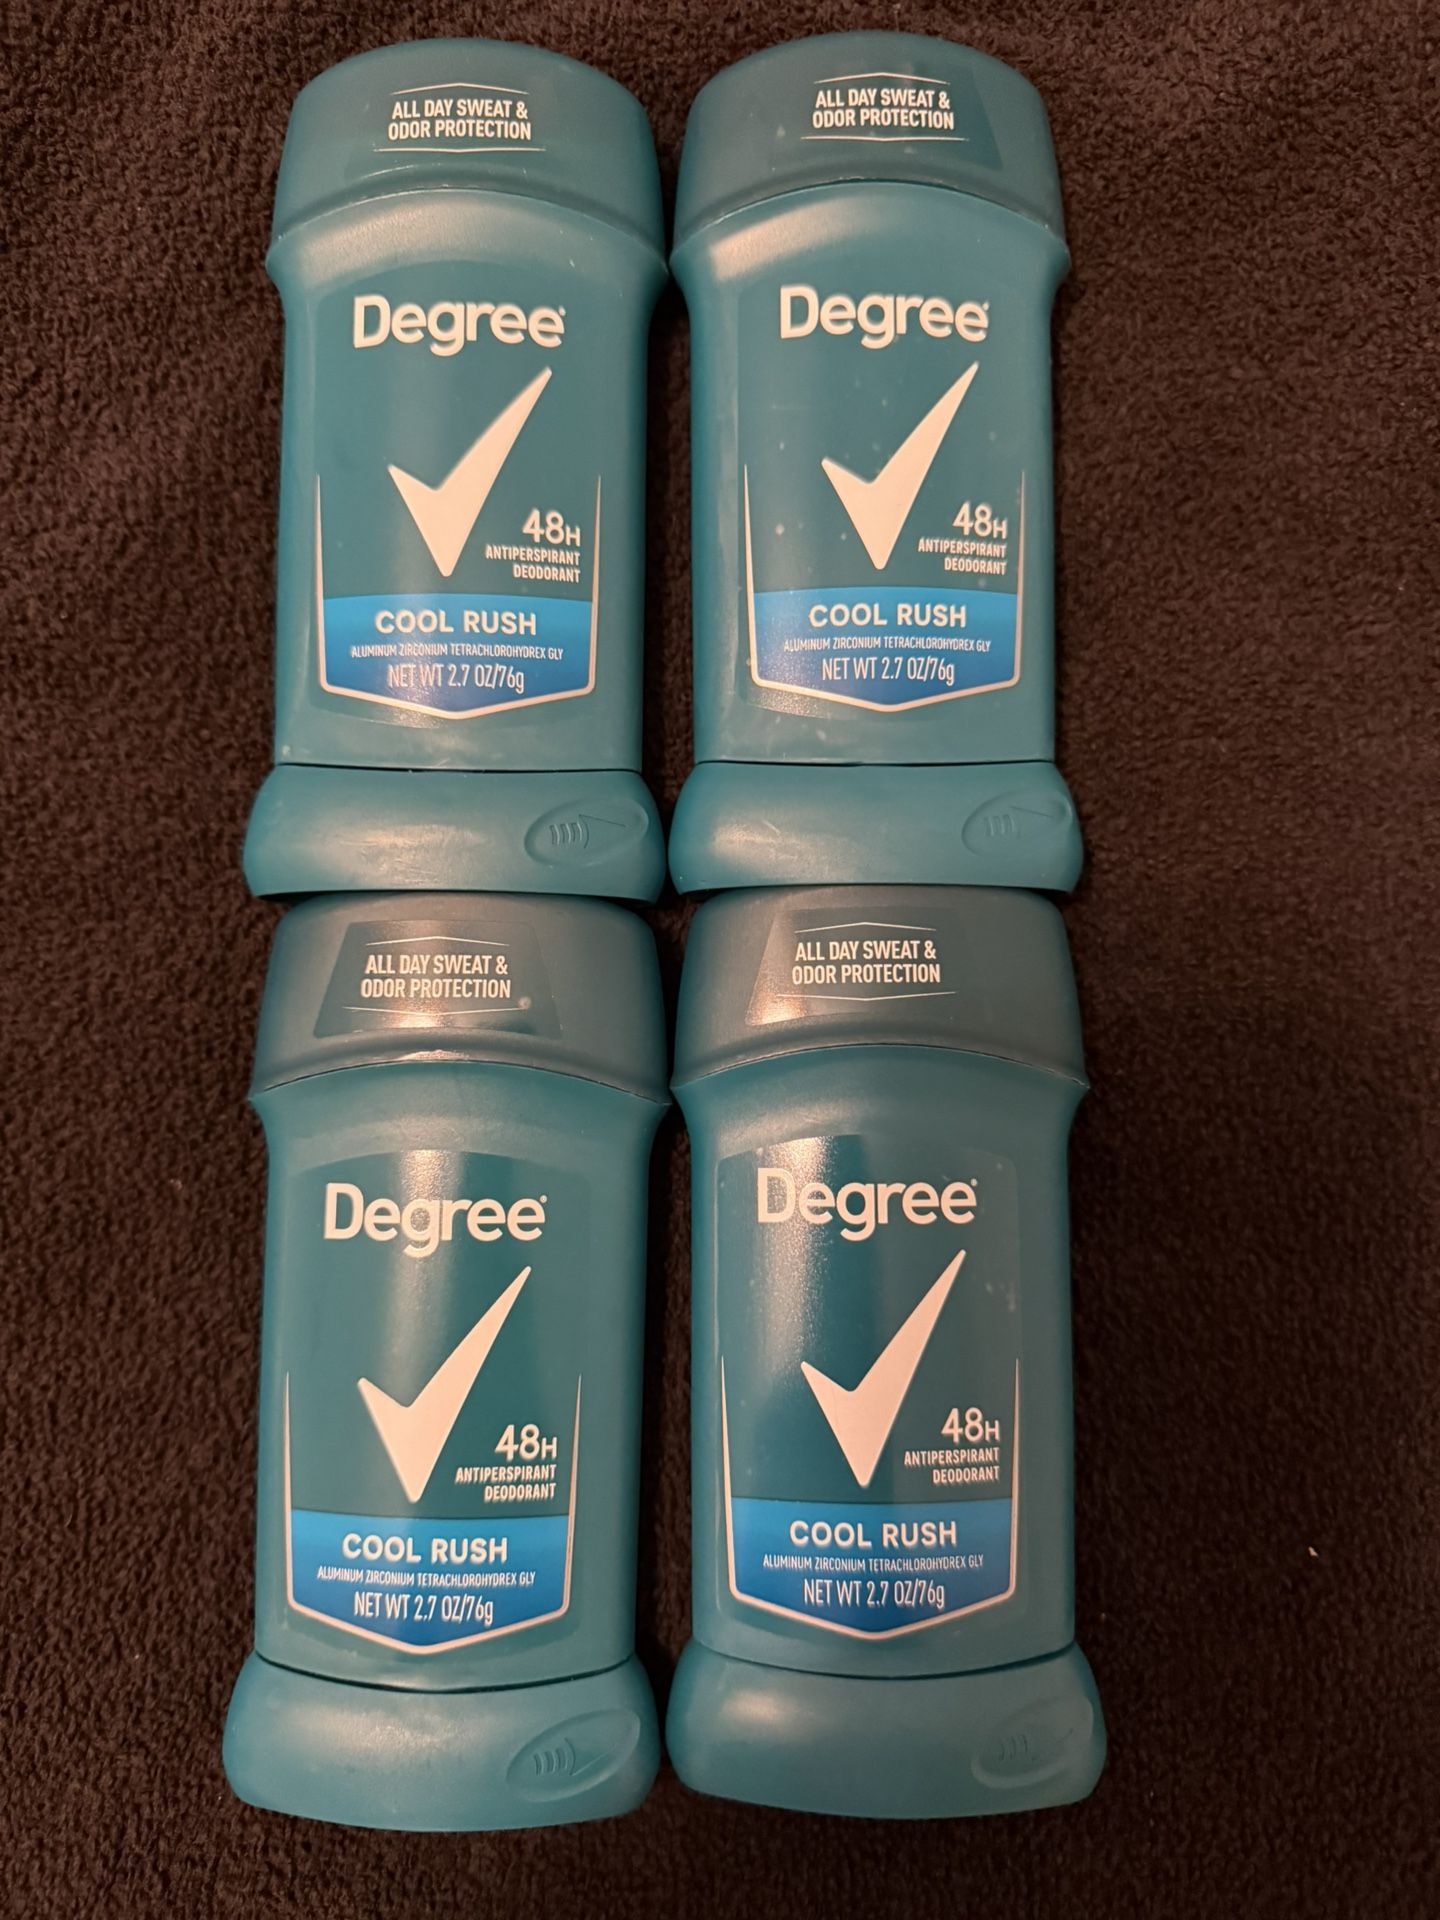 ALL DAY SWEAT &
ODOR PROTECTION
Degree®
48H
ANTIPERSPIRANT
DEODORANT
COOL RUSH
ALUMINUM ZIRCONIUM TETRACHLOROHYDREX GLY
NET WT 2.7 OZ/76g
ALL DAY SWEAT &
ODOR PROTECTION
Degree®
48H
ANTIPERSPIRANT
DEODORANT
COOL RUSH
ALUMINUM ZIRCONIUM TETRACHLOROHYDREX GLY
NET WT 2.7 OZ/76g
ALL DAY SWEAT &
ODOR PROTECTION
Degree®
48H
ANTIPERSPIRANT
DEODORANT
COOL RUSH
ALUMINUM ZIRCONIUM TETRACHLOROHYDREX GLY
NET WT 2.7 OZ/76g
ALL DAY SWEAT &
ODOR PROTECTION
Degree®
48H
ANTIPERSPIRANT
DEODORANT
COOL RUSH
ALUMINUM ZIRCONIUM TETRACHLOROHYDREX GLY
NET WT 2.7 OZ/76g